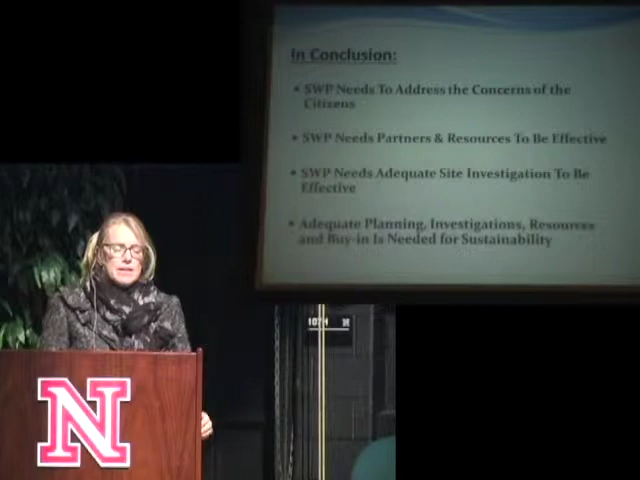 In Conclusion:
• SWP Needs To Address the Concerns of the
Citizens
• SWP Needs Partners & Resources To Be Effective
• SWP Needs Adequate Site Investigation To Be
Effective
• Adequate Planning, Investigations, Resources
and Buy-in Is Needed for Sustainability
N